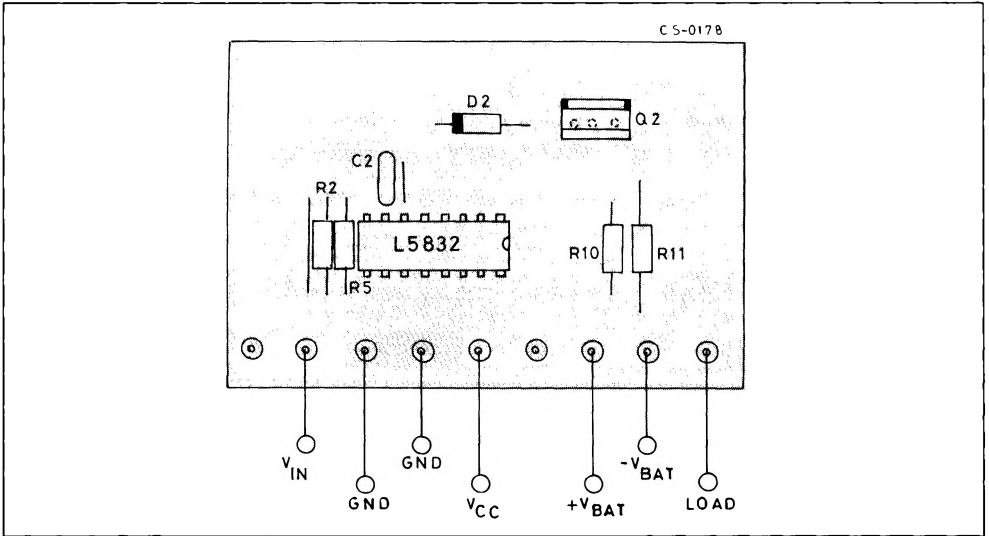 CS-0178
D2
Q2
C2
R2
L5832
R10
R11
R5
VIN
GND
GND
VCC
+VBAT
-VBAT
LOAD